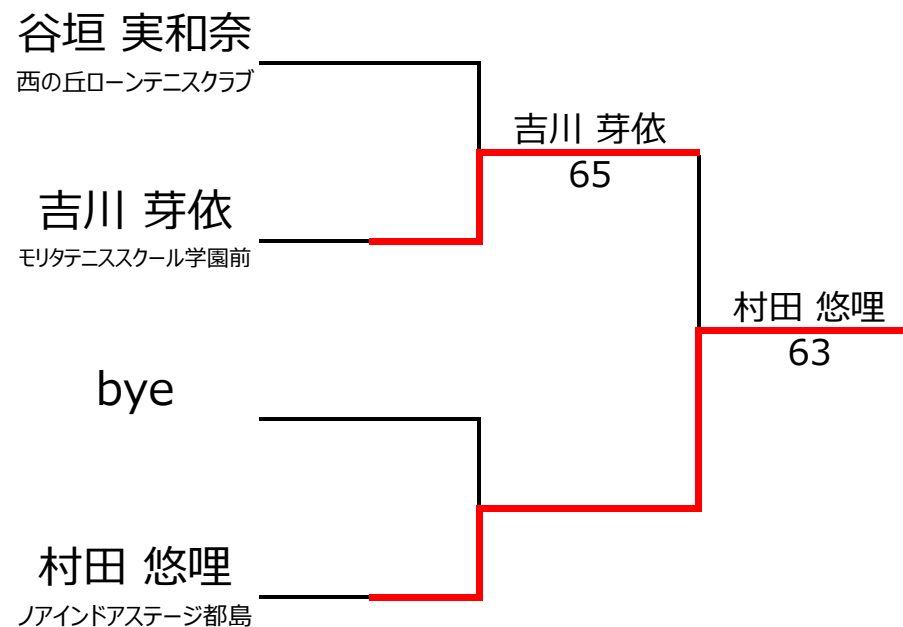 谷垣 実和奈
西の丘ローンテニスクラブ
吉川 芽依
65
吉川 芽依
モリタテニススクール学園前
村田 悠哩
63
bye
村田 悠哩
ノアインドアステージ都島